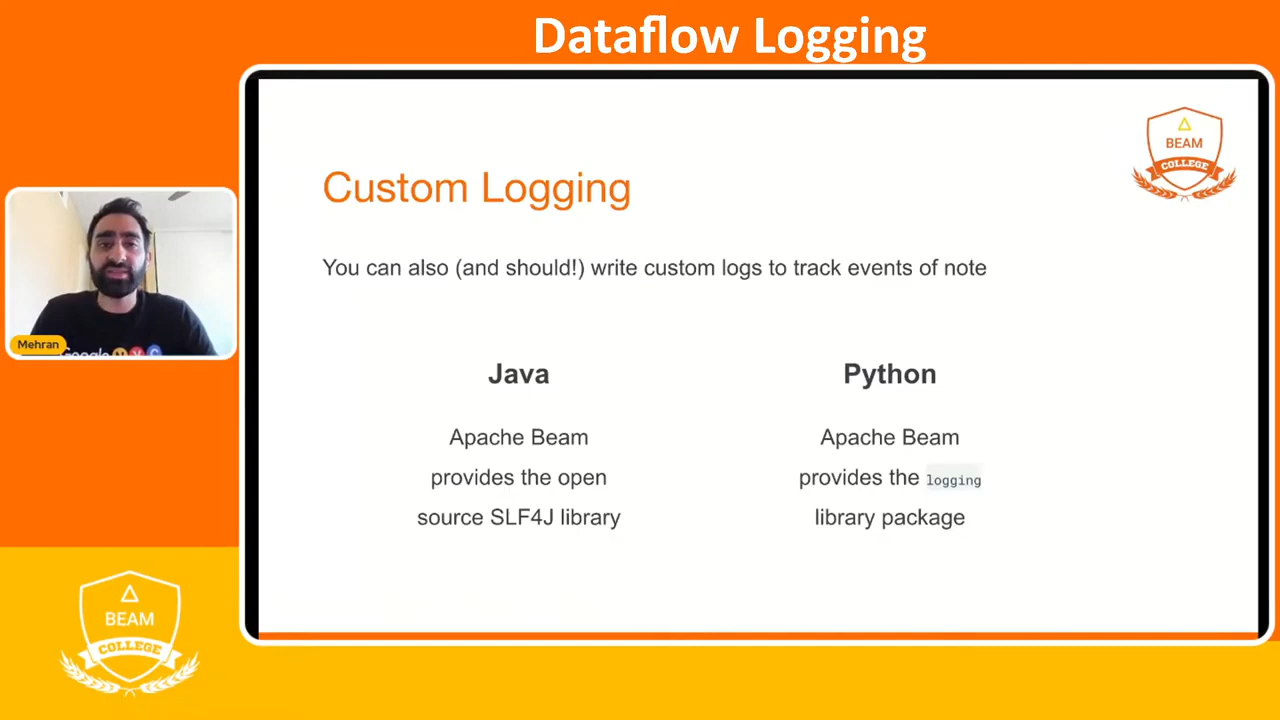 Dataflow Logging
BEAM
COLLEGE
Custom Logging
You can also (and should!) write custom logs to track events of note
Java
Apache Beam
provides the open
source SLF4J library
Python
Apache Beam
provides the logging
library package
Mehran
Google
BEAM
COLLEGE